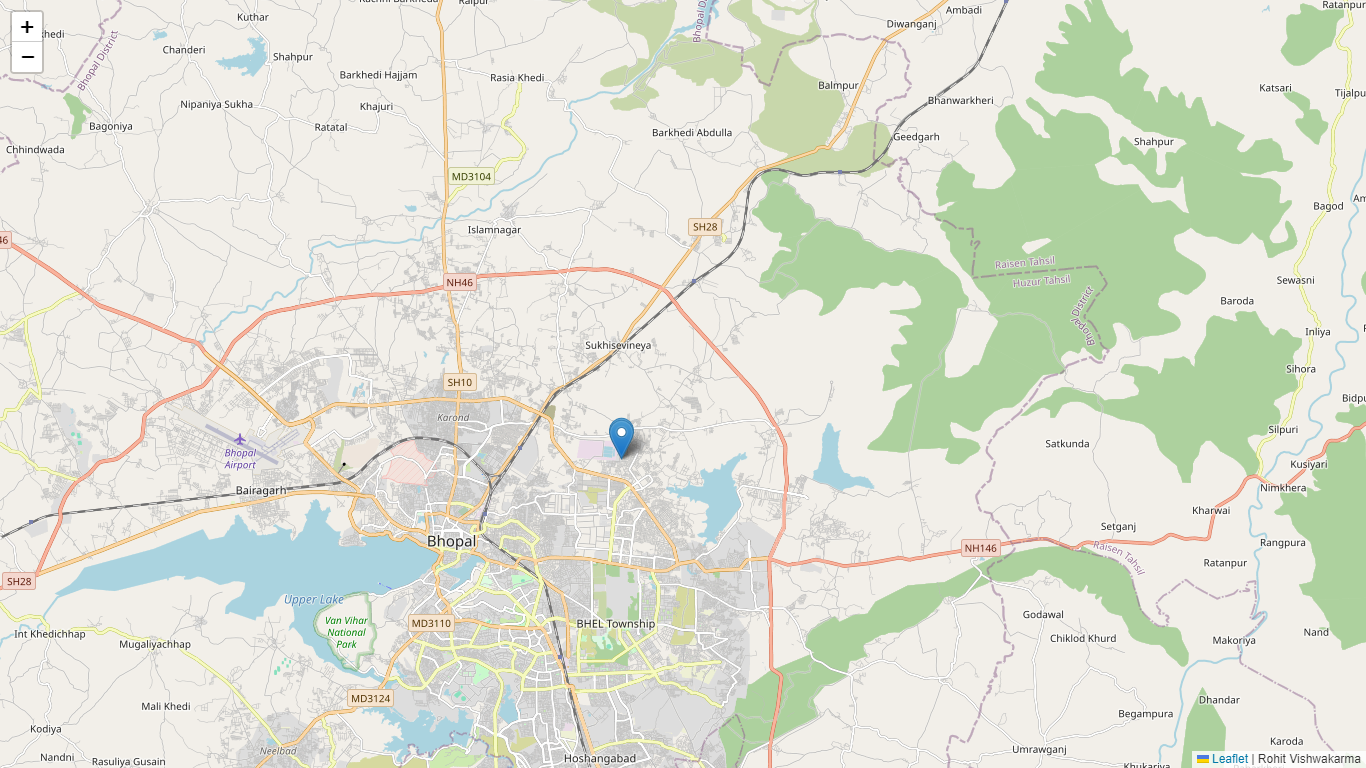 +
−
khedi
Kuthar
Kachni Barkheda
Raipur
Bhopal District
Diwanganj
Ambadi
Ratanpur
Chanderi
Shahpur
Bhopal District
Barkhedi Hajjam
Rasia Khedi
Balmpur
Katsari
Tijalpu
Nipaniya Sukha
Khajuri
Bhanwarkheri
Bagoniya
Ratatal
Barkhedi Abdulla
Geedgarh
Shahpur
Chhindwada
MD3104
Bagod
Islamnagar
SH28
46
Raisen Tahsil
Huzur Tahsil
Sewasni
NH46
Bhopal District
Baroda
Inliya
Sukhisevineya
Sihora
SH10
Bidpu
Karond
Silpuri
Bhopal
Airport
Satkunda
Kusiyari
Bairagarh
Nimkhera
Kharwai
Setganj
Bhopal
NH146
Raisen Tahsil
Rangpura
Ratanpur
SH28
Upper Lake
Van Vihar
National
Park
MD3110
BHEL Township
Godawal
Int Khedichhap
Mugaliyachhap
Chiklod Khurd
Makoriya
Nand
MD3124
Mali Khedi
Dhandar
Begampura
Kodiya
Neelbad
Nandni
Rasuliya Gusain
Hoshangabad
Umrawganj
Karoda
Khukariya
Leaflet | Rohit Vishwakarma